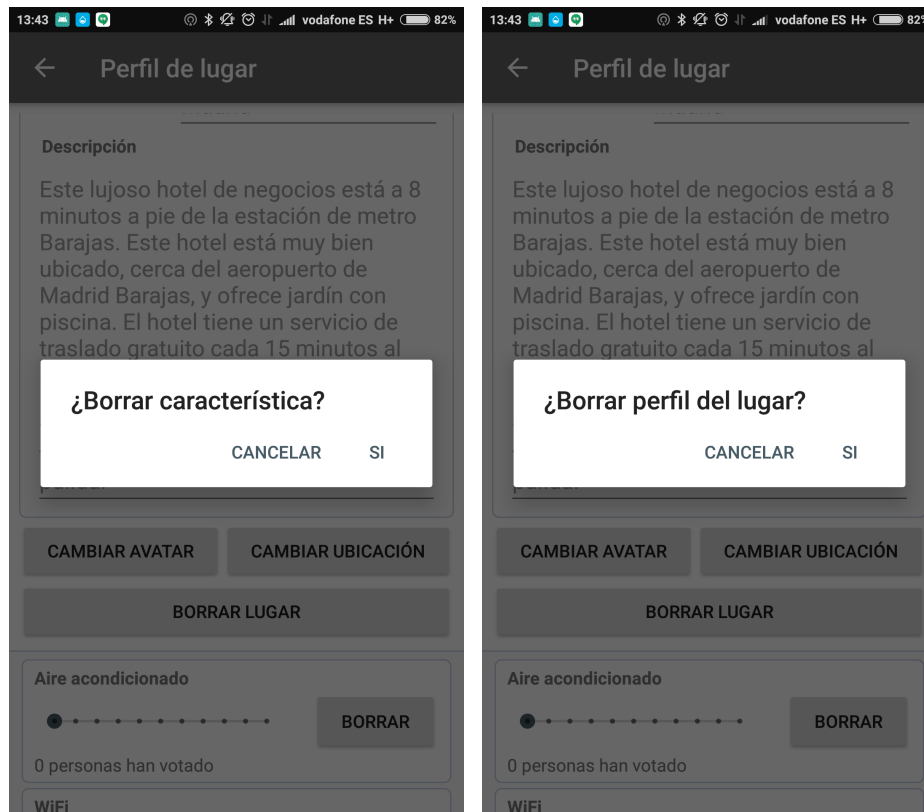 13:43 vodafone ES H+ 82%
Perfil de lugar
Descripción
Este lujoso hotel de negocios está a 8
minutos a pie de la estación de metro
Barajas. Este hotel está muy bien
ubicado, cerca del aeropuerto de
Madrid Barajas, y ofrece jardín con
piscina. El hotel tiene un servicio de
traslado gratuito cada 15 minutos al
¿Borrar característica?
CANCELAR SI
CAMBIAR AVATAR CAMBIAR UBICACIÓN
BORRAR LUGAR
Aire acondicionado
BORRAR
0 personas han votado
WiFi
13:43 vodafone ES H+ 82%
Perfil de lugar
Descripción
Este lujoso hotel de negocios está a 8
minutos a pie de la estación de metro
Barajas. Este hotel está muy bien
ubicado, cerca del aeropuerto de
Madrid Barajas, y ofrece jardín con
piscina. El hotel tiene un servicio de
traslado gratuito cada 15 minutos al
¿Borrar perfil del lugar?
CANCELAR SI
CAMBIAR AVATAR CAMBIAR UBICACIÓN
BORRAR LUGAR
Aire acondicionado
BORRAR
0 personas han votado
WiFi